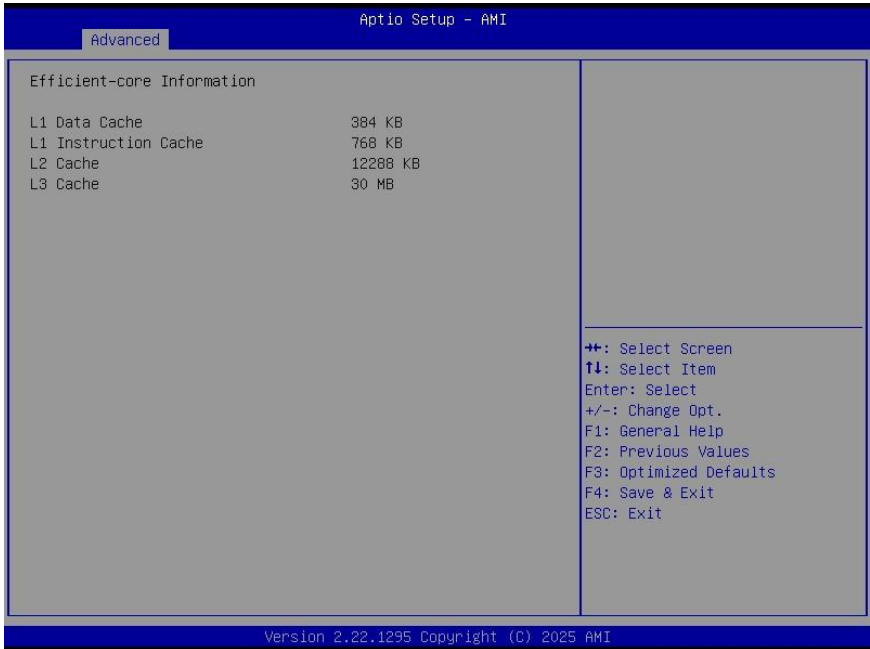 Aptio Setup - AMI
Advanced
Efficient-core Information
L1 Data Cache 384 KB
L1 Instruction Cache 768 KB
L2 Cache 12288 KB
L3 Cache 30 MB
→←: Select Screen
↑↓: Select Item
Enter: Select
+/-: Change Opt.
F1: General Help
F2: Previous Values
F3: Optimized Defaults
F4: Save & Exit
ESC: Exit
Version 2.22.1295 Copyright (C) 2025 AMI